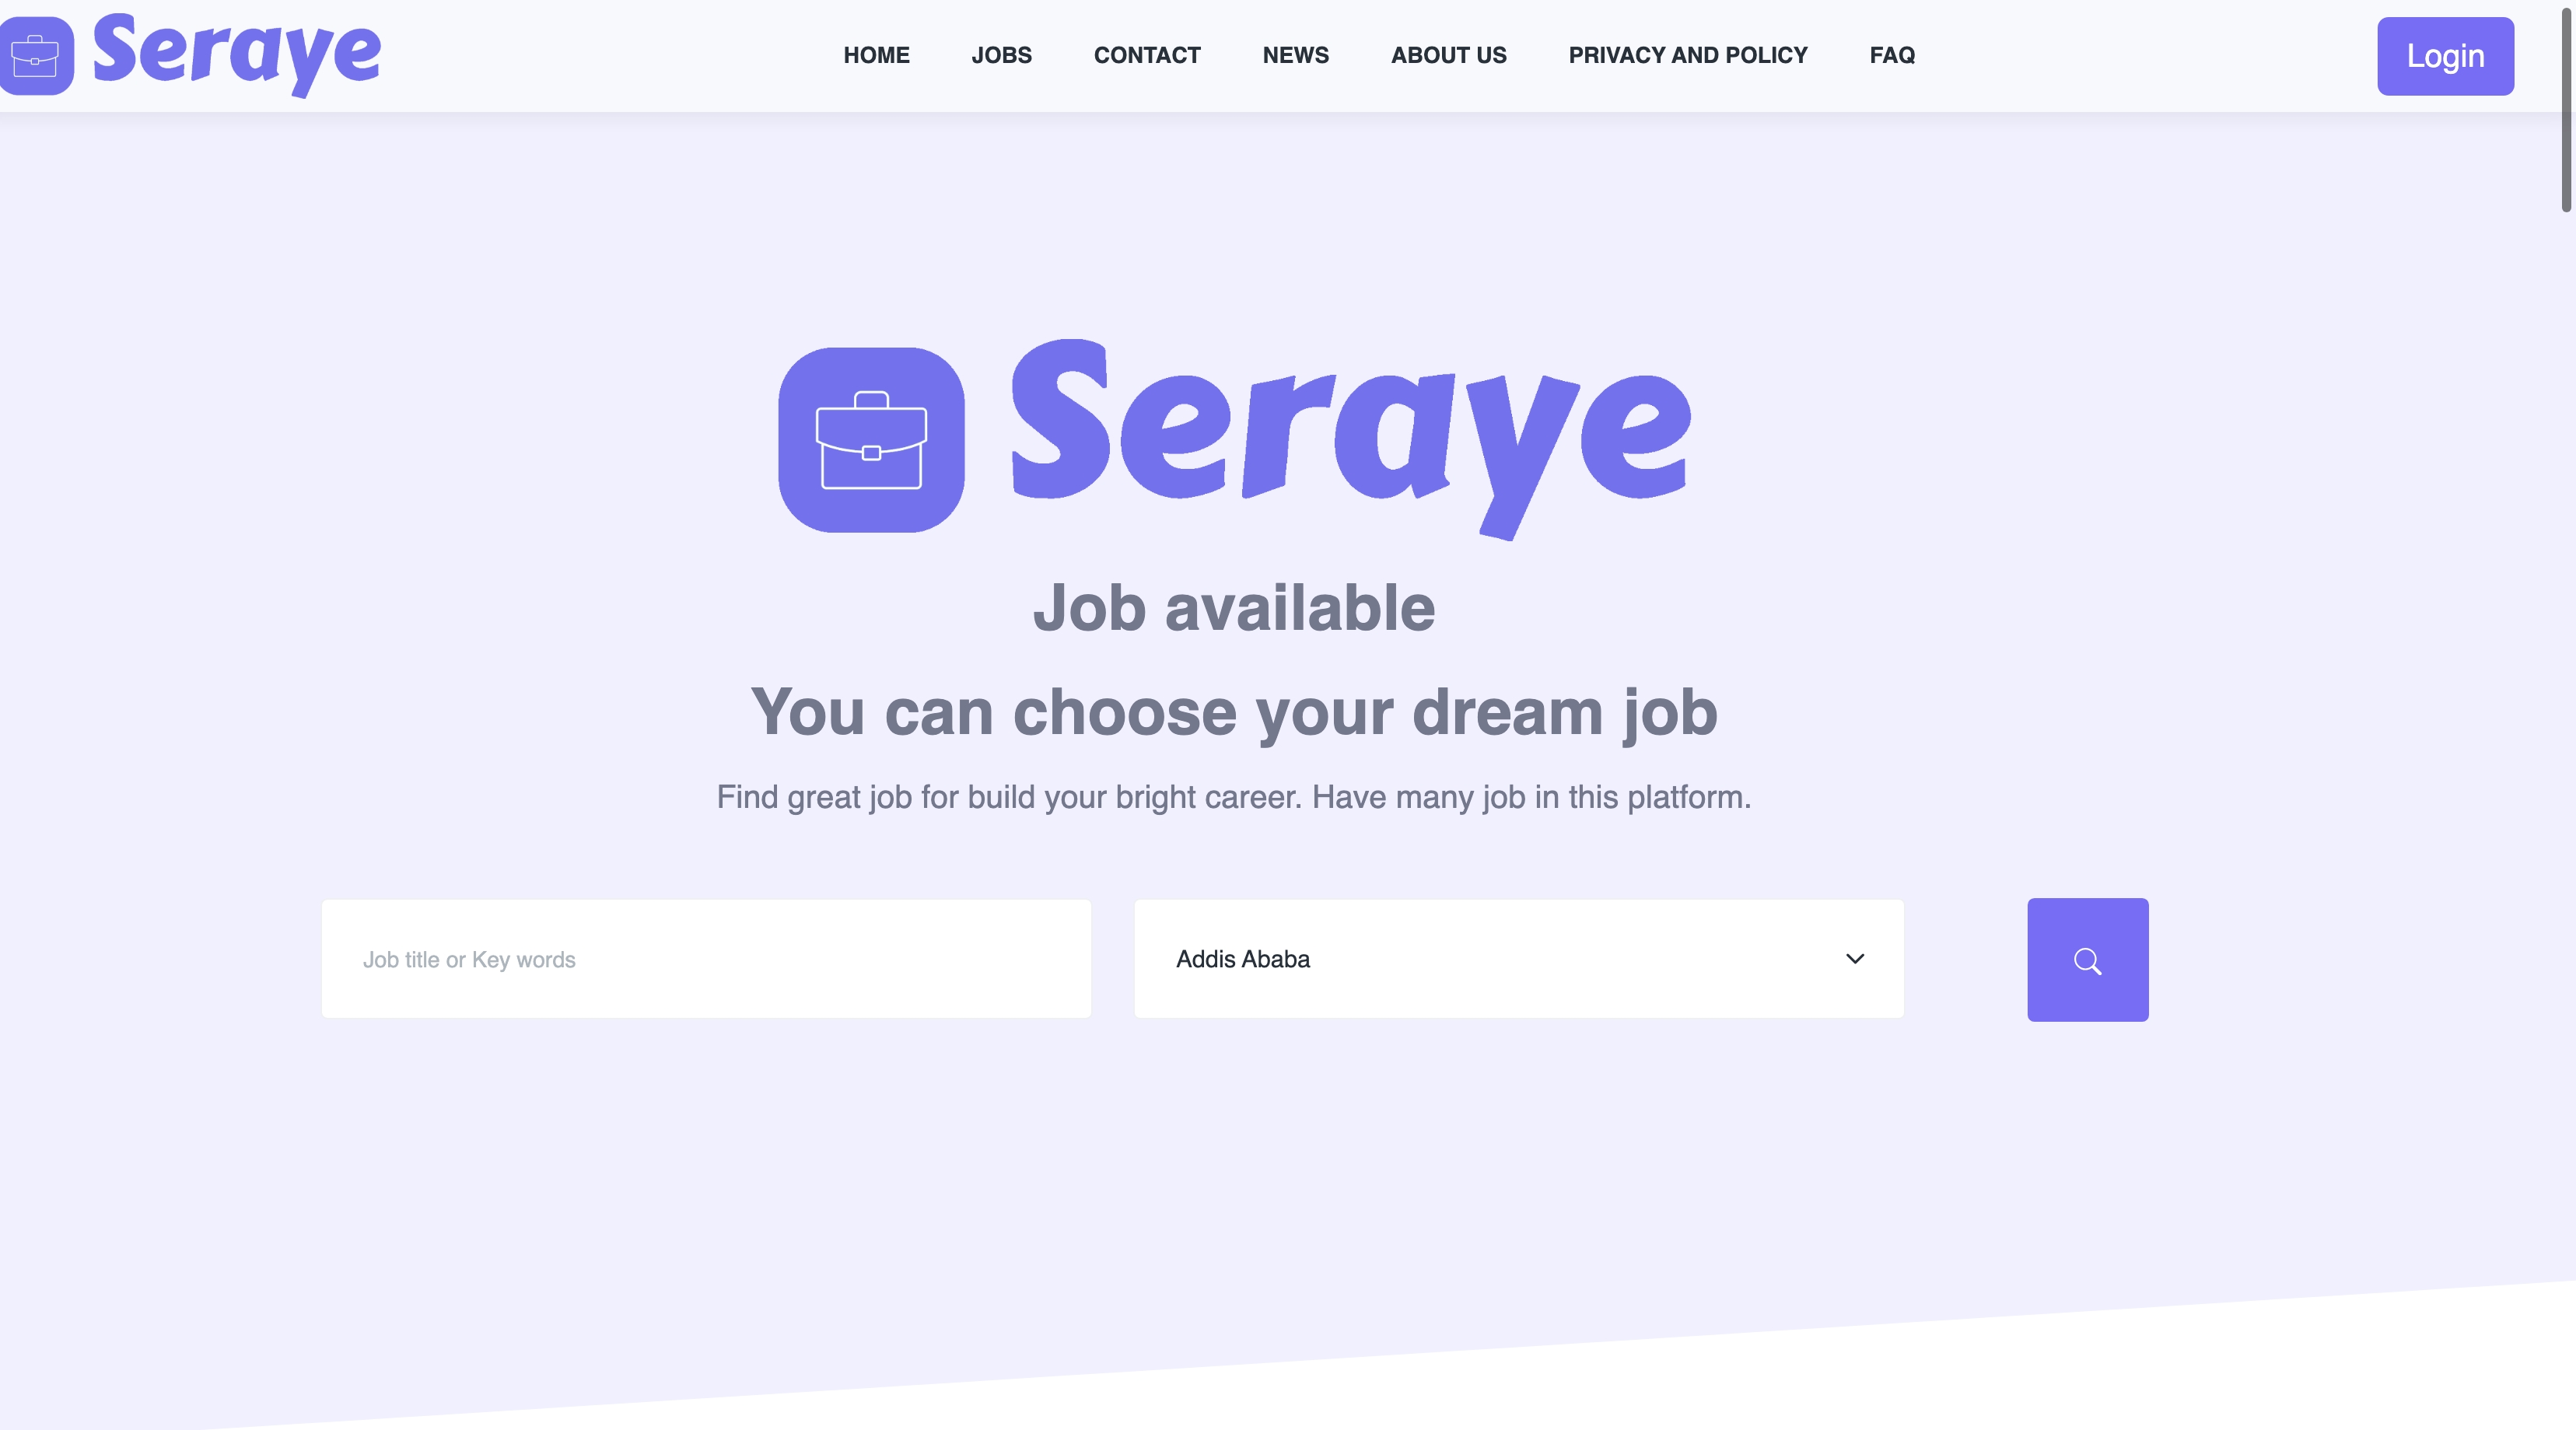 Seraye
HOME JOBS CONTACT NEWS ABOUT US PRIVACY AND POLICY FAQ
Login
Seraye
Job available
You can choose your dream job
Find great job for build your bright career. Have many job in this platform.
Job title or Key words
Addis Ababa